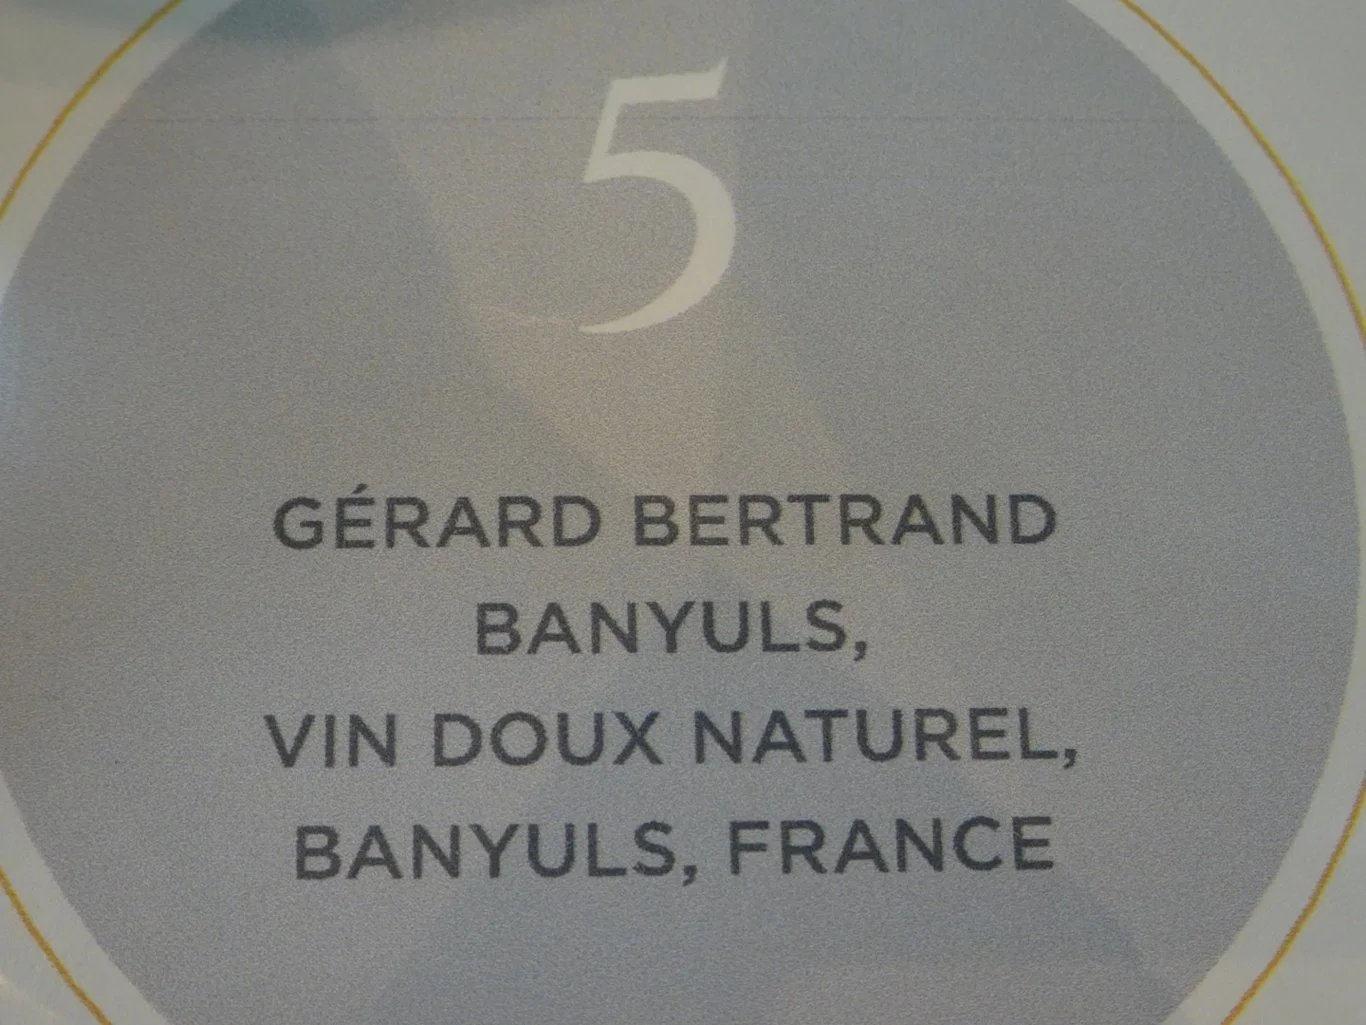 5
GÉRARD BERTRAND
BANYULS,
VIN DOUX NATUREL,
BANYULS, FRANCE